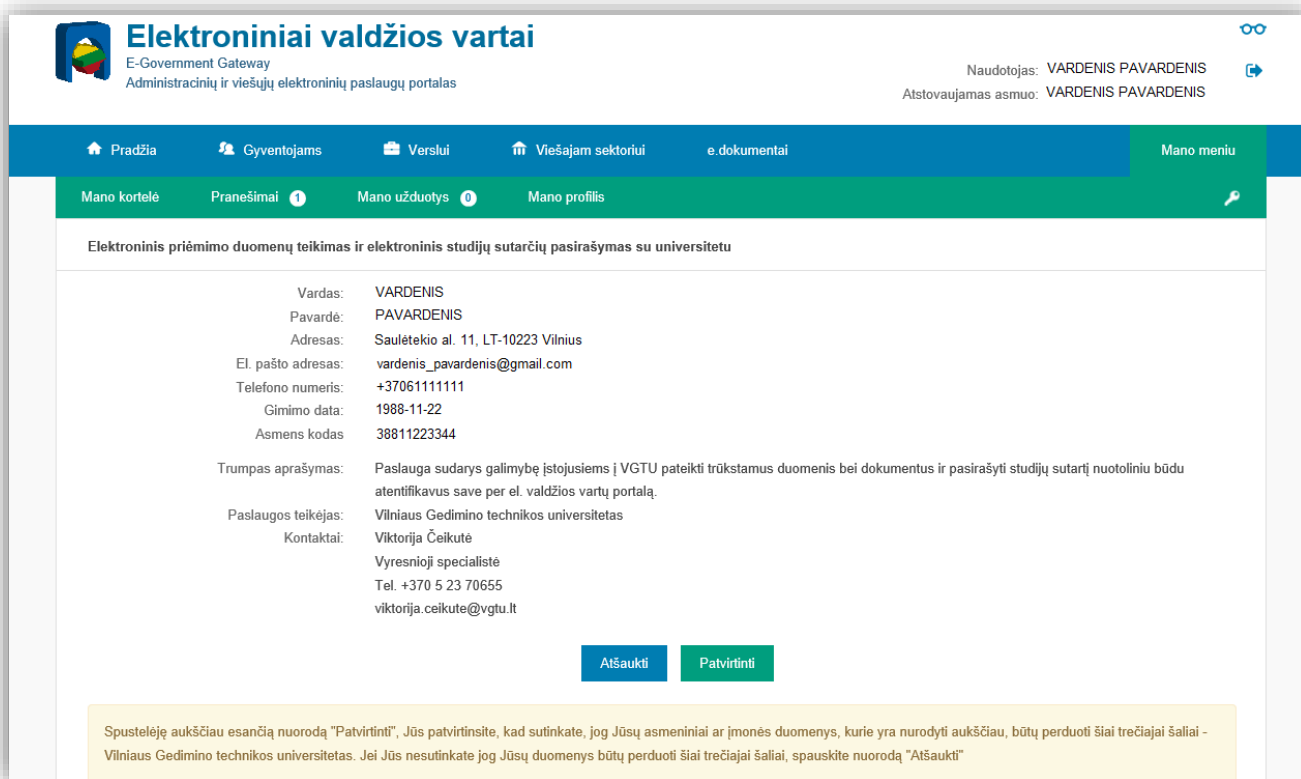 Elektroniniai valdžios vartai
E-Government Gateway
Administracinių ir viešųjų elektroninių paslaugų portalas
Naudotojas: VARDENIS PAVARDENIS
Atstovaujamas asmuo: VARDENIS PAVARDENIS
Pradžia Gyventojams Verslui Viešajam sektoriui e.dokumentai Mano meniu
Mano kortelė Pranešimai 1 Mano užduotys 0 Mano profilis
Elektroninis priėmimo duomenų teikimas ir elektroninis studijų sutarčių pasirašymas su universitetu
Vardas: VARDENIS
Pavardė: PAVARDENIS
Adresas: Saulėtekio al. 11, LT-10223 Vilnius
El. pašto adresas: vardenis_pavardenis@gmail.com
Telefono numeris: +37061111111
Gimimo data: 1988-11-22
Asmens kodas 38811223344
Trumpas aprašymas: Paslauga sudarys galimybę įstojusiems į VGTU pateikti trūkstamus duomenis bei dokumentus ir pasirašyti studijų sutartį nuotoliniu būdu
atentifikavus save per el. valdžios vartų portalą.
Paslaugos teikėjas: Vilniaus Gedimino technikos universitetas
Kontaktai: Viktorija Čeikutė
Vyresnioji specialistė
Tel. +370 5 23 70655
viktorija.ceikute@vgtu.lt
Atšaukti Patvirtinti
Spustelėję aukščiau esančią nuorodą "Patvirtinti", Jūs patvirtinsite, kad sutinkate, jog Jūsų asmeniniai ar įmonės duomenys, kurie yra nurodyti aukščiau, būtų perduoti šiai trečiajai šaliai -
Vilniaus Gedimino technikos universitetas. Jei Jūs nesutinkate jog Jūsų duomenys būtų perduoti šiai trečiajai šaliai, spauskite nuorodą "Atšaukti"